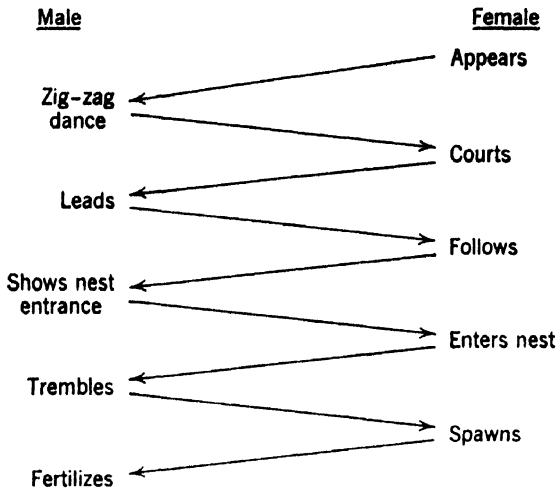 Male
Female
Appears
Zig-zag
dance
Courts
Leads
Follows
Shows nest
entrance
Enters nest
Trembles
Spawns
Fertilizes